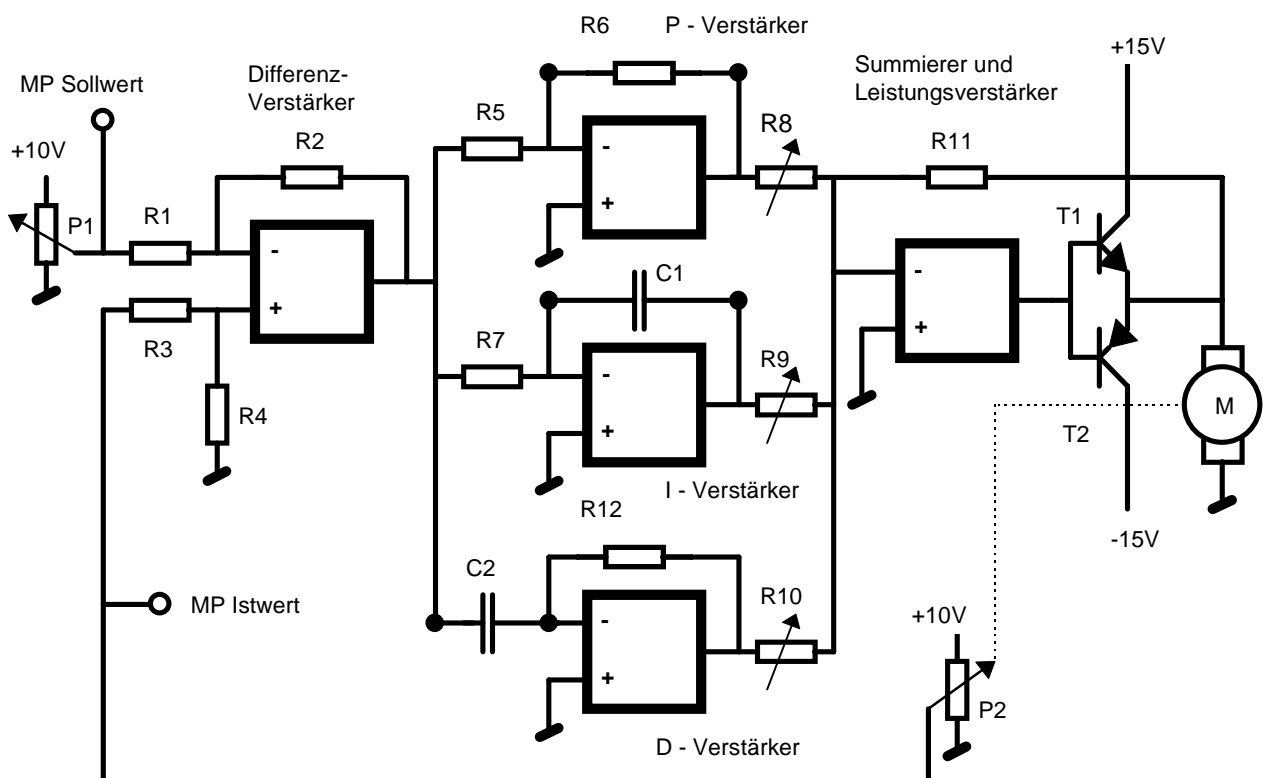 R6
P - Verstärker
+15V
MP Sollwert
Differenz-
Verstärker
Summierer und
Leistungsverstärker
R5
R8
R11
+10V
R2
-
+
P1
R1
T1
-
+
C1
-
+
R3
R7
R9
-
+
R4
M
T2
I - Verstärker
R12
-15V
C2
MP Istwert
R10
+10V
-
+
P2
D - Verstärker